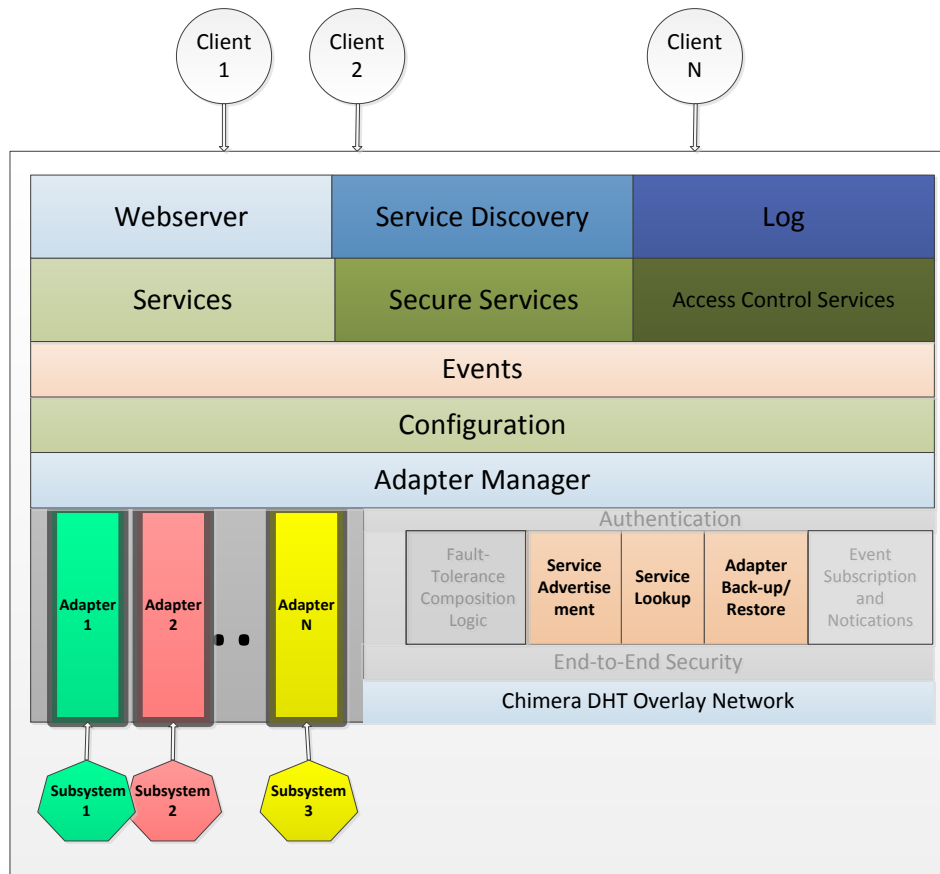 Client
1
Client
2
Client
N
Webserver
Service Discovery
Log
Services
Secure Services
Access Control Services
Events
Configuration
Adapter Manager
Authentication
Adapter
1
Adapter
2
. .
Adapter
N
Fault-
Tolerance
Composition
Logic
Service
Advertise
ment
Service
Lookup
Adapter
Back-up/
Restore
Event
Subscription
and
Notications
End-to-End Security
Chimera DHT Overlay Network
Subsystem
1
Subsystem
2
Subsystem
3